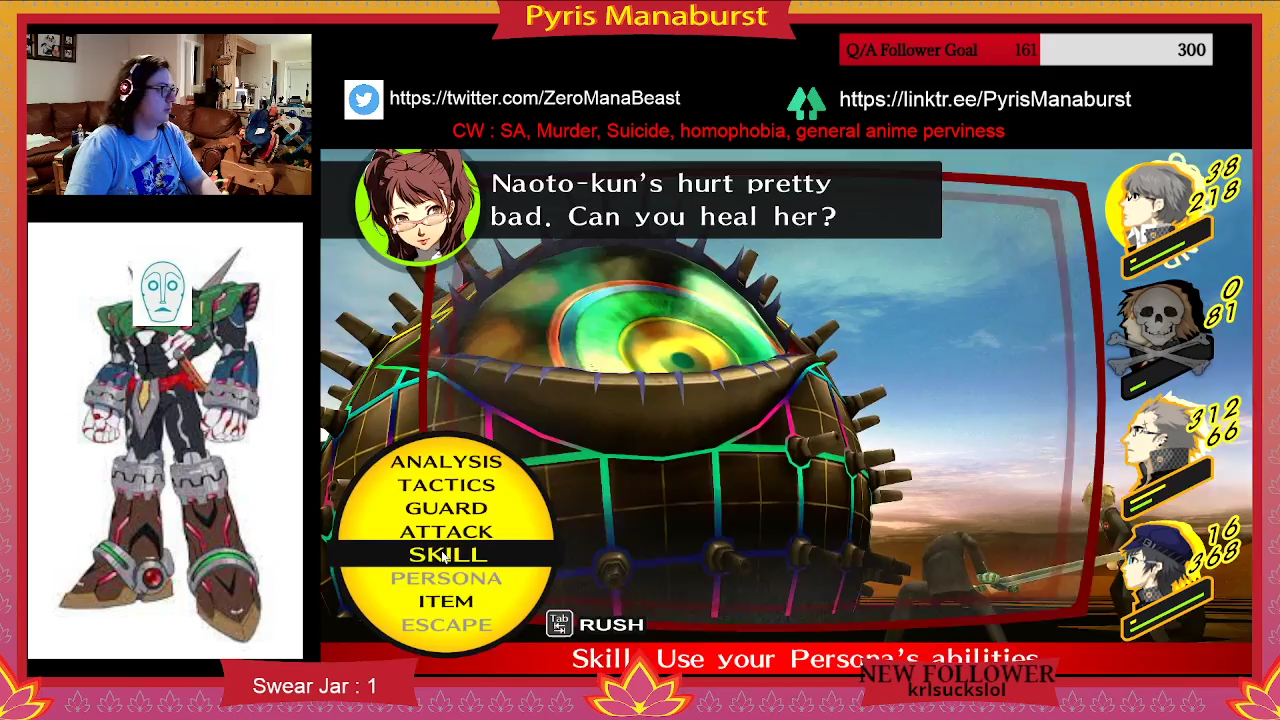 Pyris Manaburst
Q/A Follower Goal 161 300
https://twitter.com/ZeroManaBeast
https://linktr.ee/PyrisManaburst
CW : SA, Murder, Suicide, homophobia, general anime perviness
Naoto-kun's hurt pretty
bad. Can you heal her?
38
218
0
81
312
66
16
368
ANALYSIS
TACTICS
GUARD
ATTACK
SKILL
PERSONA
ITEM
ESCAPE
Tab
RUSH
Skill Use your Persona's abilities
NEW FOLLOWER
krlsuckslol
Swear Jar : 1